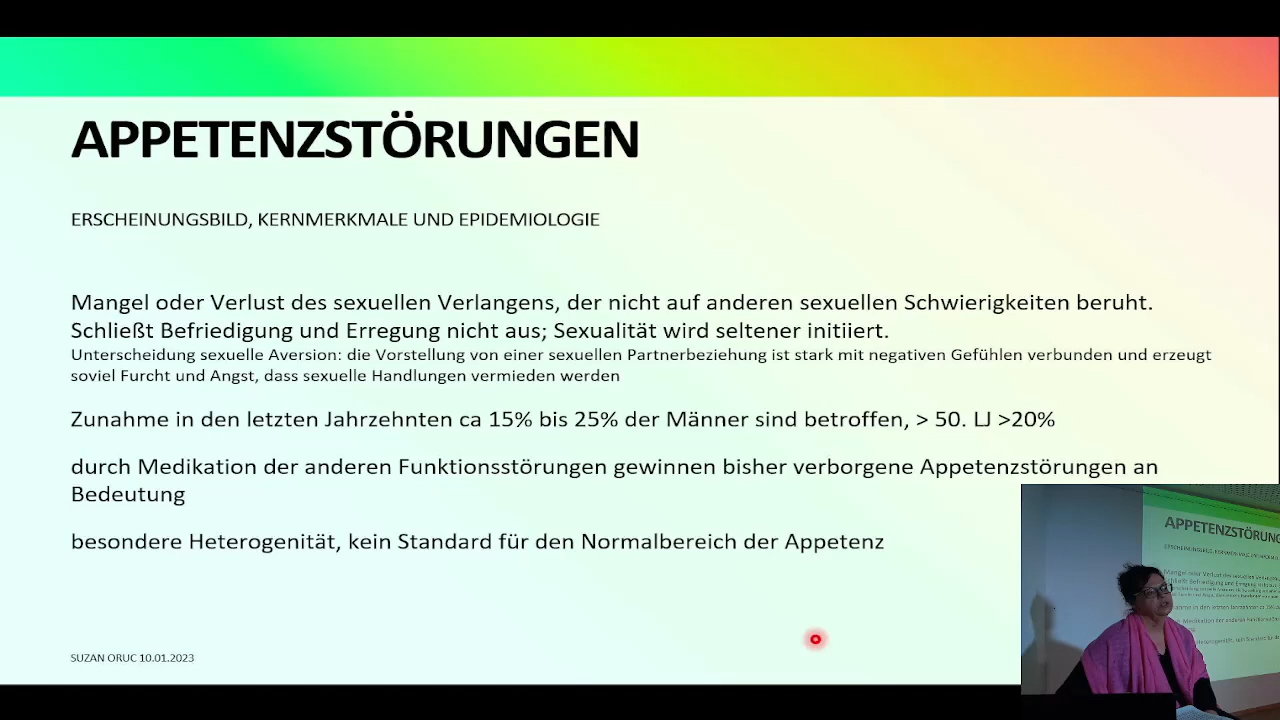 APPETENZSTÖRUNGEN
ERSCHEINUNGSBILD, KERNMERKMALE UND EPIDEMIOLOGIE
Mangel oder Verlust des sexuellen Verlangens, der nicht auf anderen sexuellen Schwierigkeiten beruht.
Schließt Befriedigung und Erregung nicht aus; Sexualität wird seltener initiiert.
Unterscheidung sexuelle Aversion: die Vorstellung von einer sexuellen Partnerbeziehung ist stark mit negativen Gefühlen verbunden und erzeugt
soviel Furcht und Angst, dass sexuelle Handlungen vermieden werden
Zunahme in den letzten Jahrzehnten ca 15% bis 25% der Männer sind betroffen, > 50. LJ >20%
durch Medikation der anderen Funktionsstörungen gewinnen bisher verborgene Appetenzstörungen an
Bedeutung
besondere Heterogenität, kein Standard für den Normalbereich der Appetenz
SUZAN ORUC 10.01.2023
APPETENZSTÖRUNG